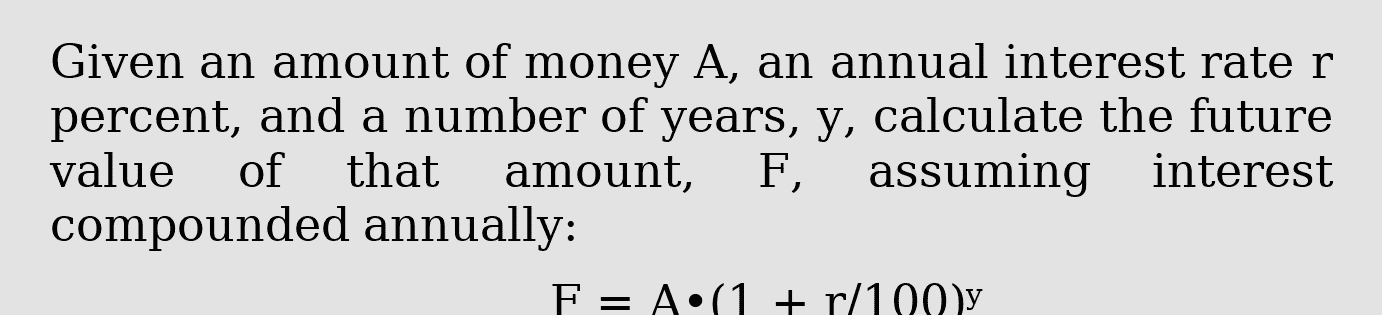 Given an amount of money A, an annual interest rate r
percent, and a number of years, y, calculate the future
value of that amount, F, assuming interest
compounded annually:
F = A•(1 + r/100)ʸ